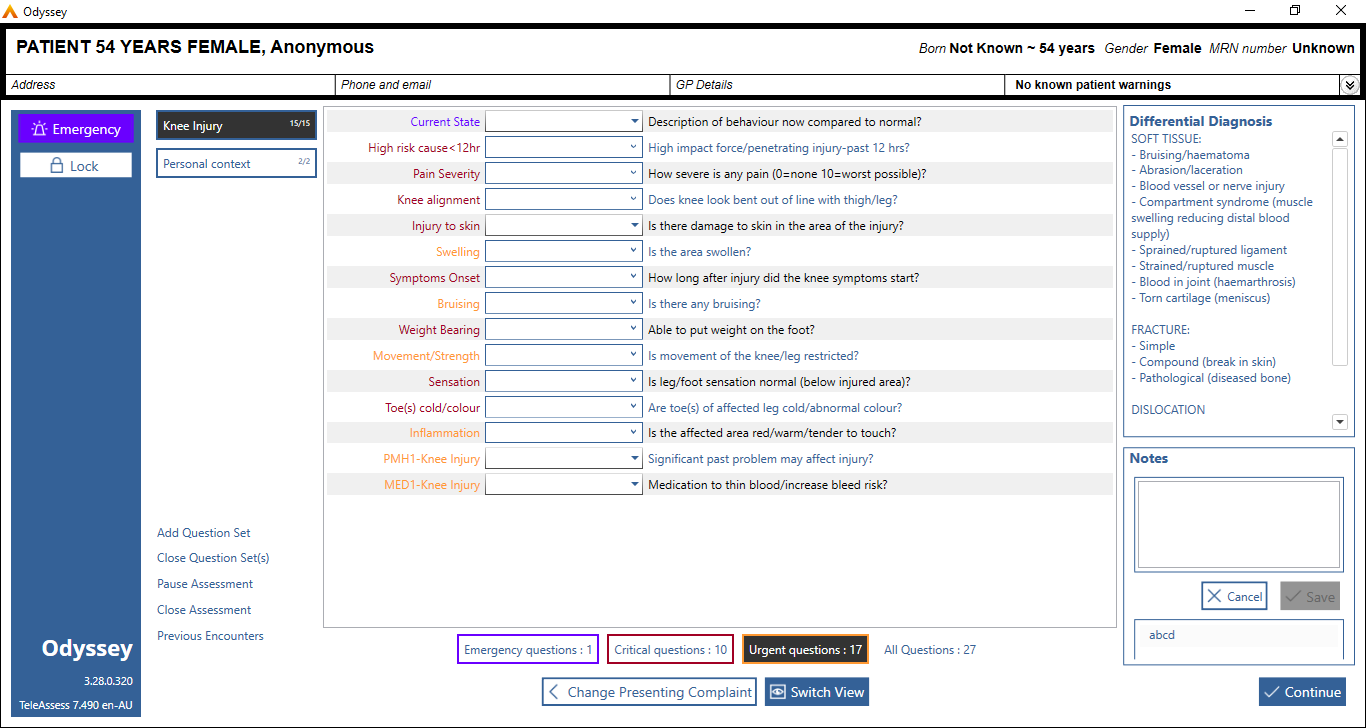 Odyssey
PATIENT 54 YEARS FEMALE, Anonymous
Born Not Known ~ 54 years Gender Female MRN number Unknown
Address
Phone and email
GP Details
No known patient warnings
Emergency
Lock
Knee Injury 15/15
Personal context 2/2
Add Question Set
Close Question Set(s)
Pause Assessment
Close Assessment
Previous Encounters
Odyssey
3.28.0.320
TeleAssess 7.490 en-AU
Current State Description of behaviour now compared to normal?
High risk cause<12hr High impact force/penetrating injury-past 12 hrs?
Pain Severity How severe is any pain (0=none 10=worst possible)?
Knee alignment Does knee look bent out of line with thigh/leg?
Injury to skin Is there damage to skin in the area of the injury?
Swelling Is the area swollen?
Symptoms Onset How long after injury did the knee symptoms start?
Bruising Is there any bruising?
Weight Bearing Able to put weight on the foot?
Movement/Strength Is movement of the knee/leg restricted?
Sensation Is leg/foot sensation normal (below injured area)?
Toe(s) cold/colour Are toe(s) of affected leg cold/abnormal colour?
Inflammation Is the affected area red/warm/tender to touch?
PMH1-Knee Injury Significant past problem may affect injury?
MED1-Knee Injury Medication to thin blood/increase bleed risk?
Emergency questions : 1
Critical questions : 10
Urgent questions : 17
All Questions : 27
Change Presenting Complaint
Switch View
Differential Diagnosis
SOFT TISSUE:
- Bruising/haematoma
- Abrasion/laceration
- Blood vessel or nerve injury
- Compartment syndrome (muscle
swelling reducing distal blood
supply)
- Sprained/ruptured ligament
- Strained/ruptured muscle
- Blood in joint (haemarthrosis)
- Torn cartilage (meniscus)
FRACTURE:
- Simple
- Compound (break in skin)
- Pathological (diseased bone)
DISLOCATION
Notes
Cancel
Save
abcd
Continue